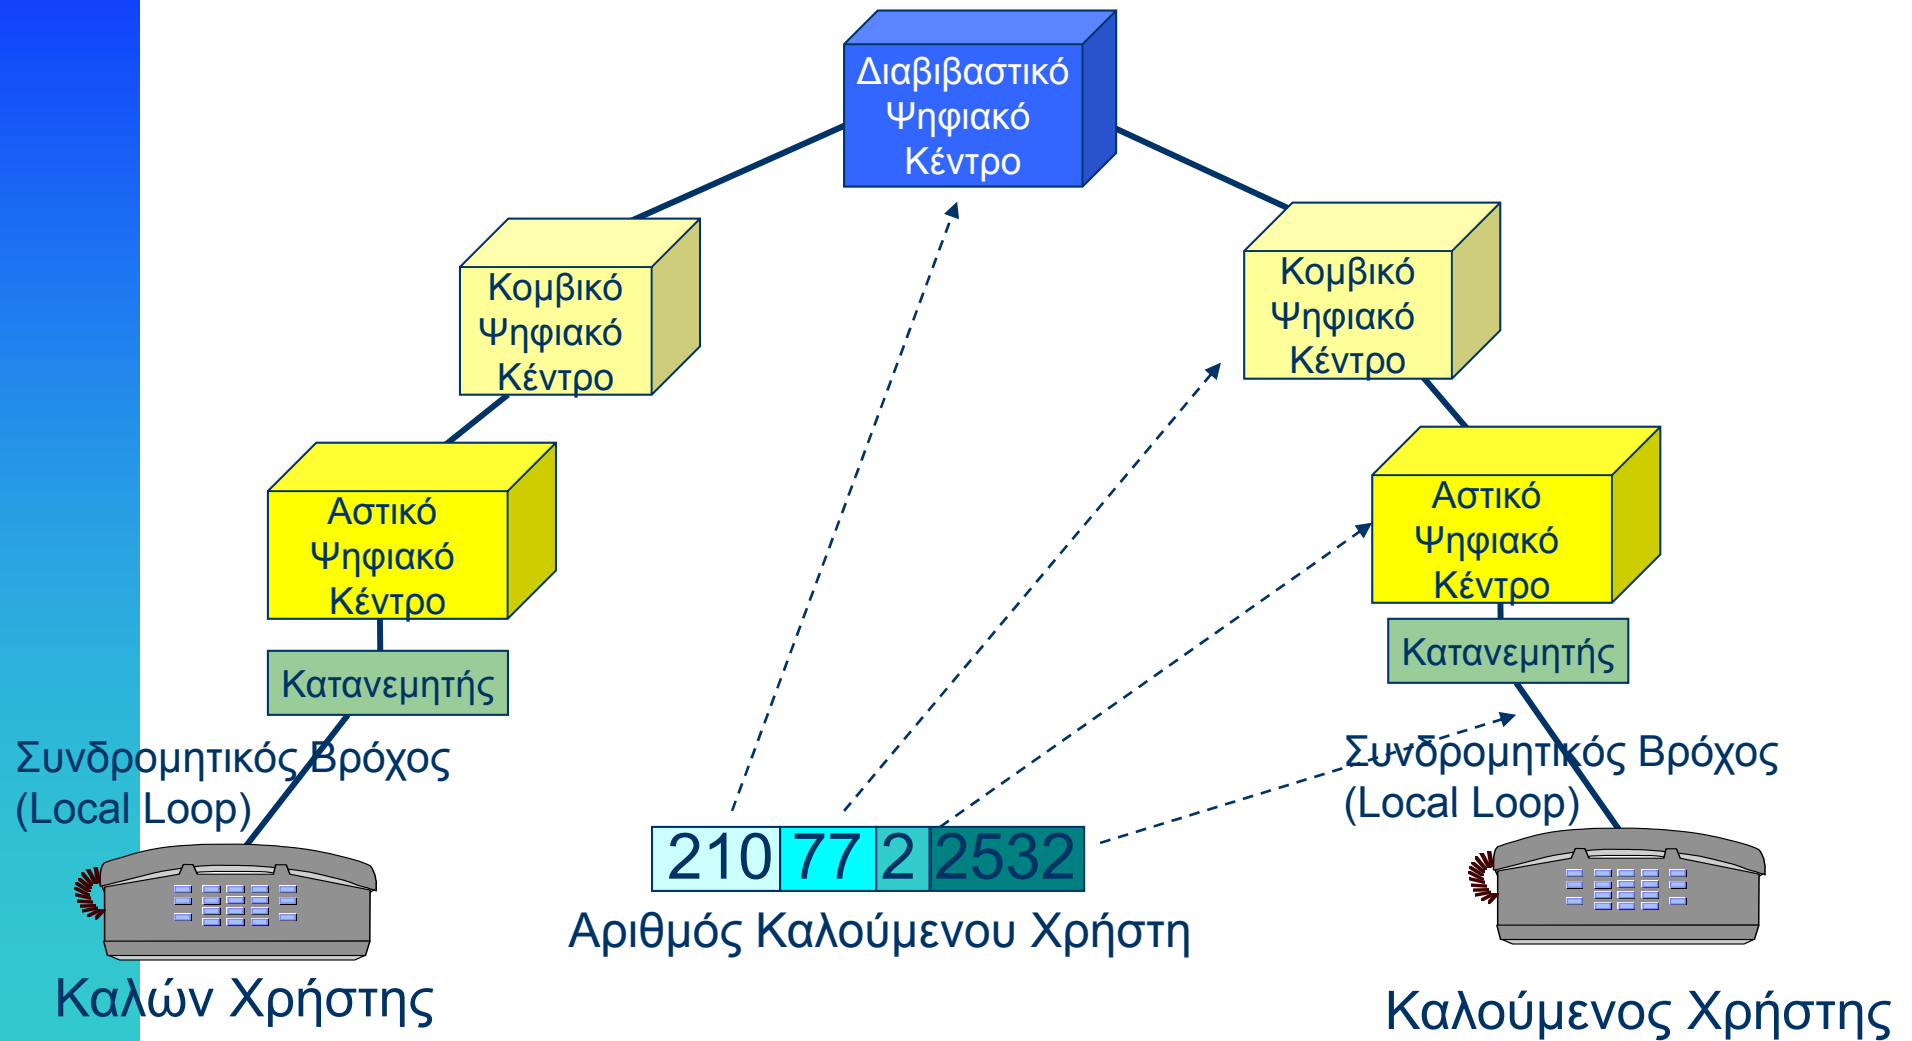 Διαβιβαστικό
Ψηφιακό
Κέντρο
Κομβικό
Ψηφιακό
Κέντρο
Κομβικό
Ψηφιακό
Κέντρο
Αστικό
Ψηφιακό
Κέντρο
Αστικό
Ψηφιακό
Κέντρο
Κατανεμητής
Κατανεμητής
Συνδρομητικός Βρόχος
(Local Loop)
Συνδρομητικός Βρόχος
(Local Loop)
210 77 2 2532
Αριθμός Καλούμενου Χρήστη
Καλών Χρήστης
Καλούμενος Χρήστης